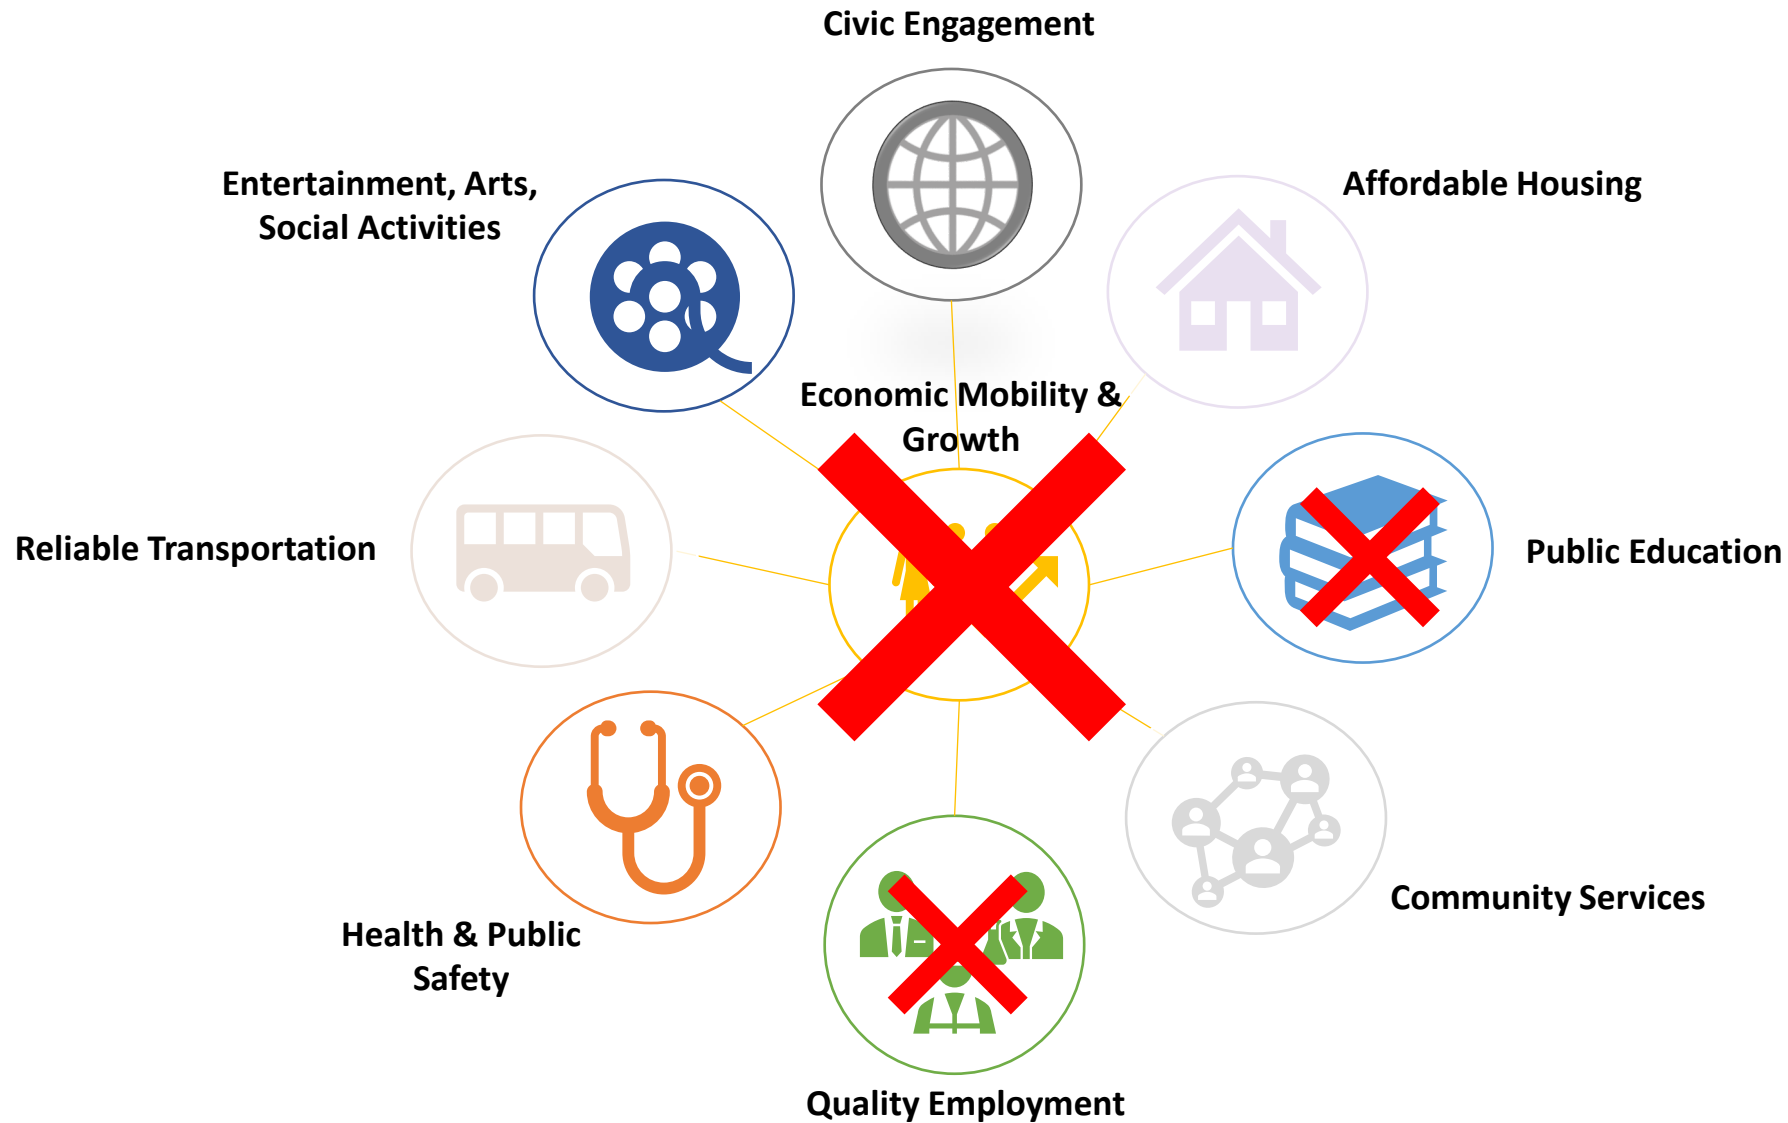 Civic Engagement
Entertainment, Arts,
Social Activities
Affordable Housing
Economic Mobility &
Growth
Reliable Transportation
Public Education
Health & Public
Safety
Community Services
Quality Employment